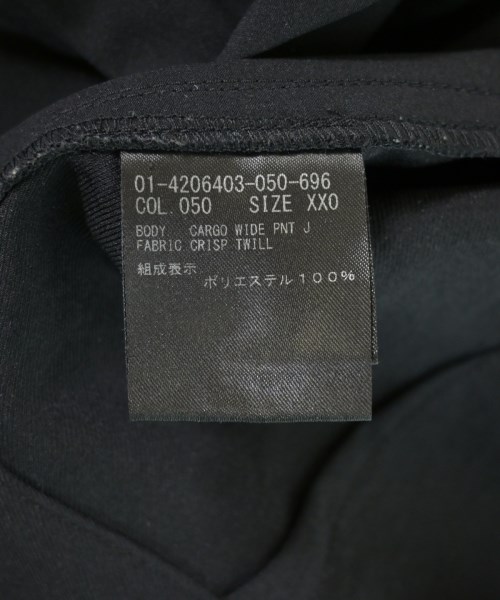 01-4206403-050-696
COL. 050 SIZE XXO
BODY CARGO WIDE PNT J
FABRIC CRISP TWILL
組成表示
ポリエステル１００％